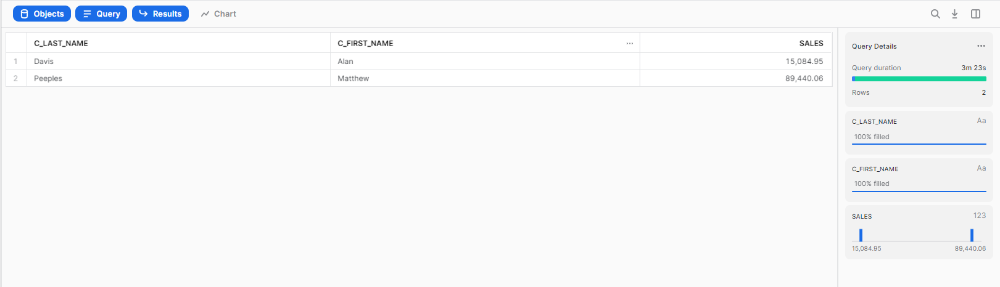 Objects Query Results Chart
C_LAST_NAME C_FIRST_NAME ... SALES
1 Davis Alan 15,084.95
2 Peeples Matthew 89,440.06
Query Details ...
Query duration 3m 23s
Rows 2
C_LAST_NAME Aa
100% filled
C_FIRST_NAME Aa
100% filled
SALES 123
15,084.95 89,440.06